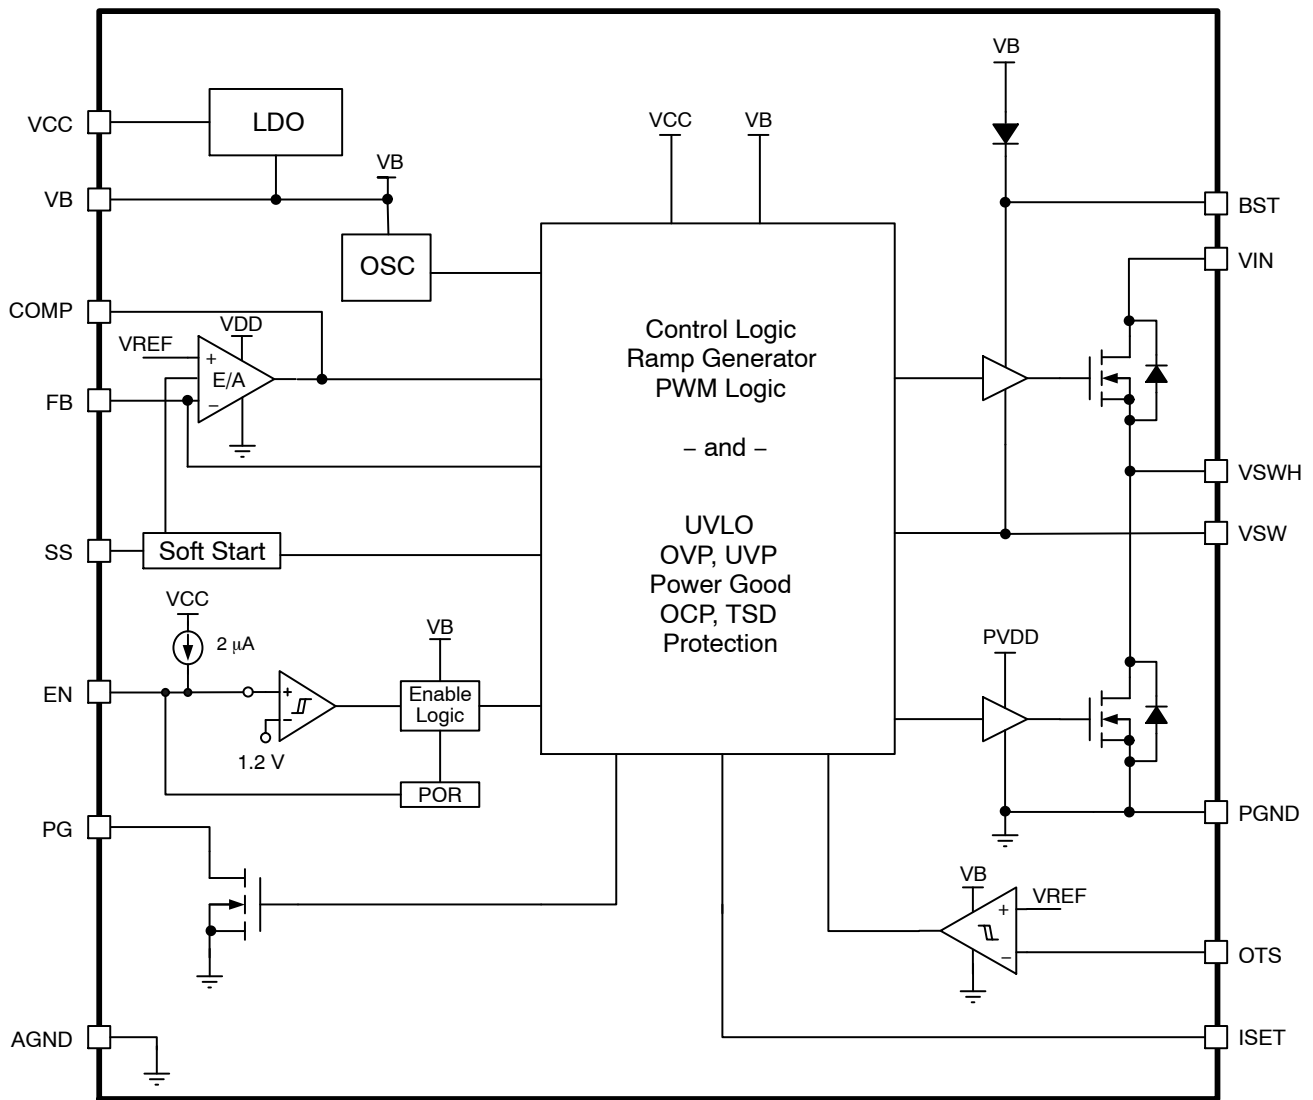 VB
VCC
LDO
VCC
VB
VB
VB
BST
OSC
VIN
COMP
VDD
VREF
+
E/A
FB
−
Control Logic
Ramp Generator
PWM Logic
– and –
UVLO
OVP, UVP
Power Good
OCP, TSD
Protection
VSWH
VSW
SS
Soft Start
VCC
2 μA
VB
PVDD
EN
+
−
1.2 V
Enable
Logic
POR
PG
PGND
VB
VREF
+
−
OTS
AGND
ISET